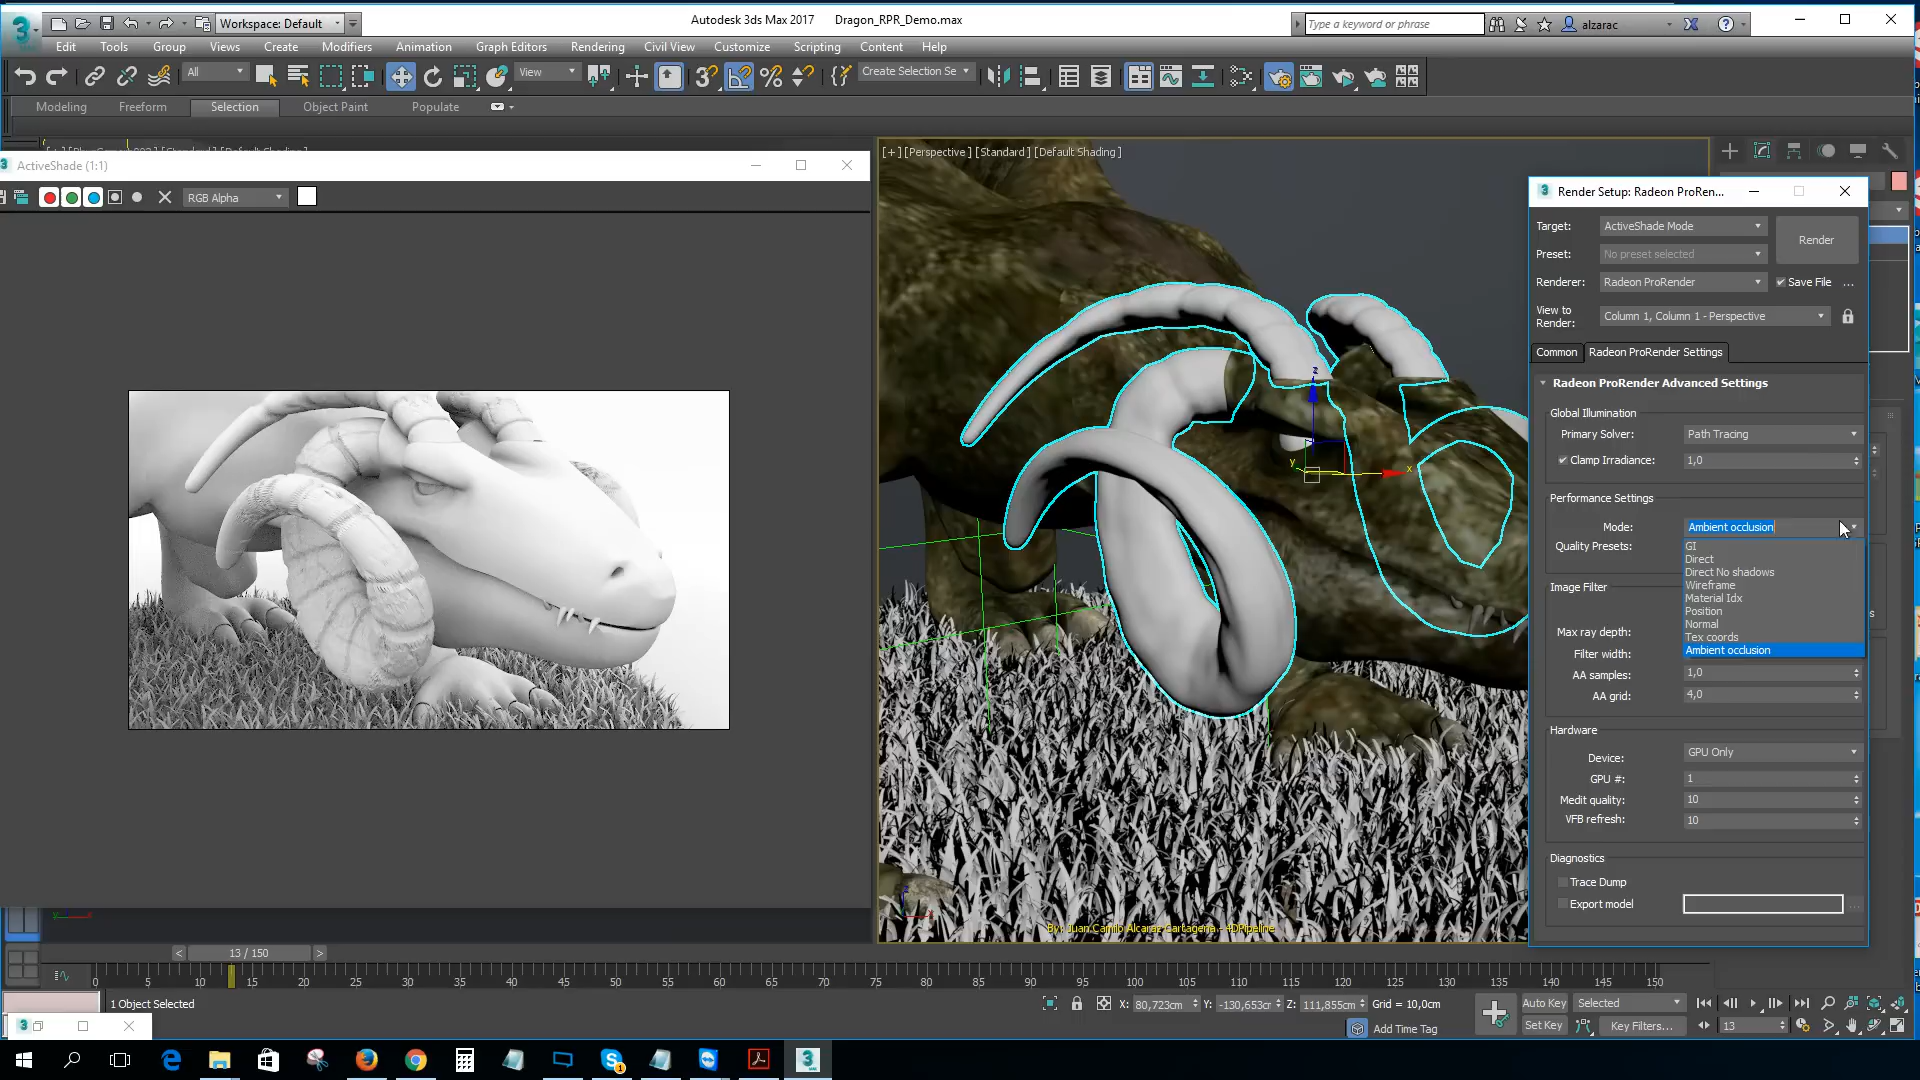 Workspace: Default
Autodesk 3ds Max 2017 Dragon_RPR_Demo.max
Type a keyword or phrase
alzarac
Edit Tools Group Views Create Modifiers Animation Graph Editors Rendering Civil View Customize Scripting Content Help
All
View
Create Selection Se
Modeling Freeform Selection Object Paint Populate
ActiveShade (1:1)
RGB Alpha
[+] [Perspective] [Standard] [Default Shading]
z
y
x
By: Juan Camilo Alcaraz Cartagena - 4DPipeline
Render Setup: Radeon ProRen...
Target: ActiveShade Mode
Render
Preset: No preset selected
Renderer: Radeon ProRender
Save File ...
View to
Render:
Column 1, Column 1 - Perspective
Common Radeon ProRender Settings
Radeon ProRender Advanced Settings
Global Illumination
Primary Solver: Path Tracing
Clamp Irradiance: 1,0
Performance Settings
Mode: Ambient occlusion
Quality Presets:
GI
Direct
Direct No shadows
Wireframe
Material Idx
Position
Normal
Tex coords
Ambient occlusion
Image Filter
Max ray depth:
Filter width:
AA samples: 1,0
AA grid: 4,0
Hardware
Device: GPU Only
GPU #: 1
Medit quality: 10
VFB refresh: 10
Diagnostics
Trace Dump
Export model
...
< 13 / 150 >
0 5 10 15 20 25 30 35 40 45 50 55 60 65 70 75 80 85 90 95 100 105 110 115 120 125 130 135 140 145 150
1 Object Selected
X: 80,723cm Y: -130,653cm Z: 111,855cm Grid = 10,0cm
Add Time Tag
Auto Key Selected
Set Key Key Filters...
13